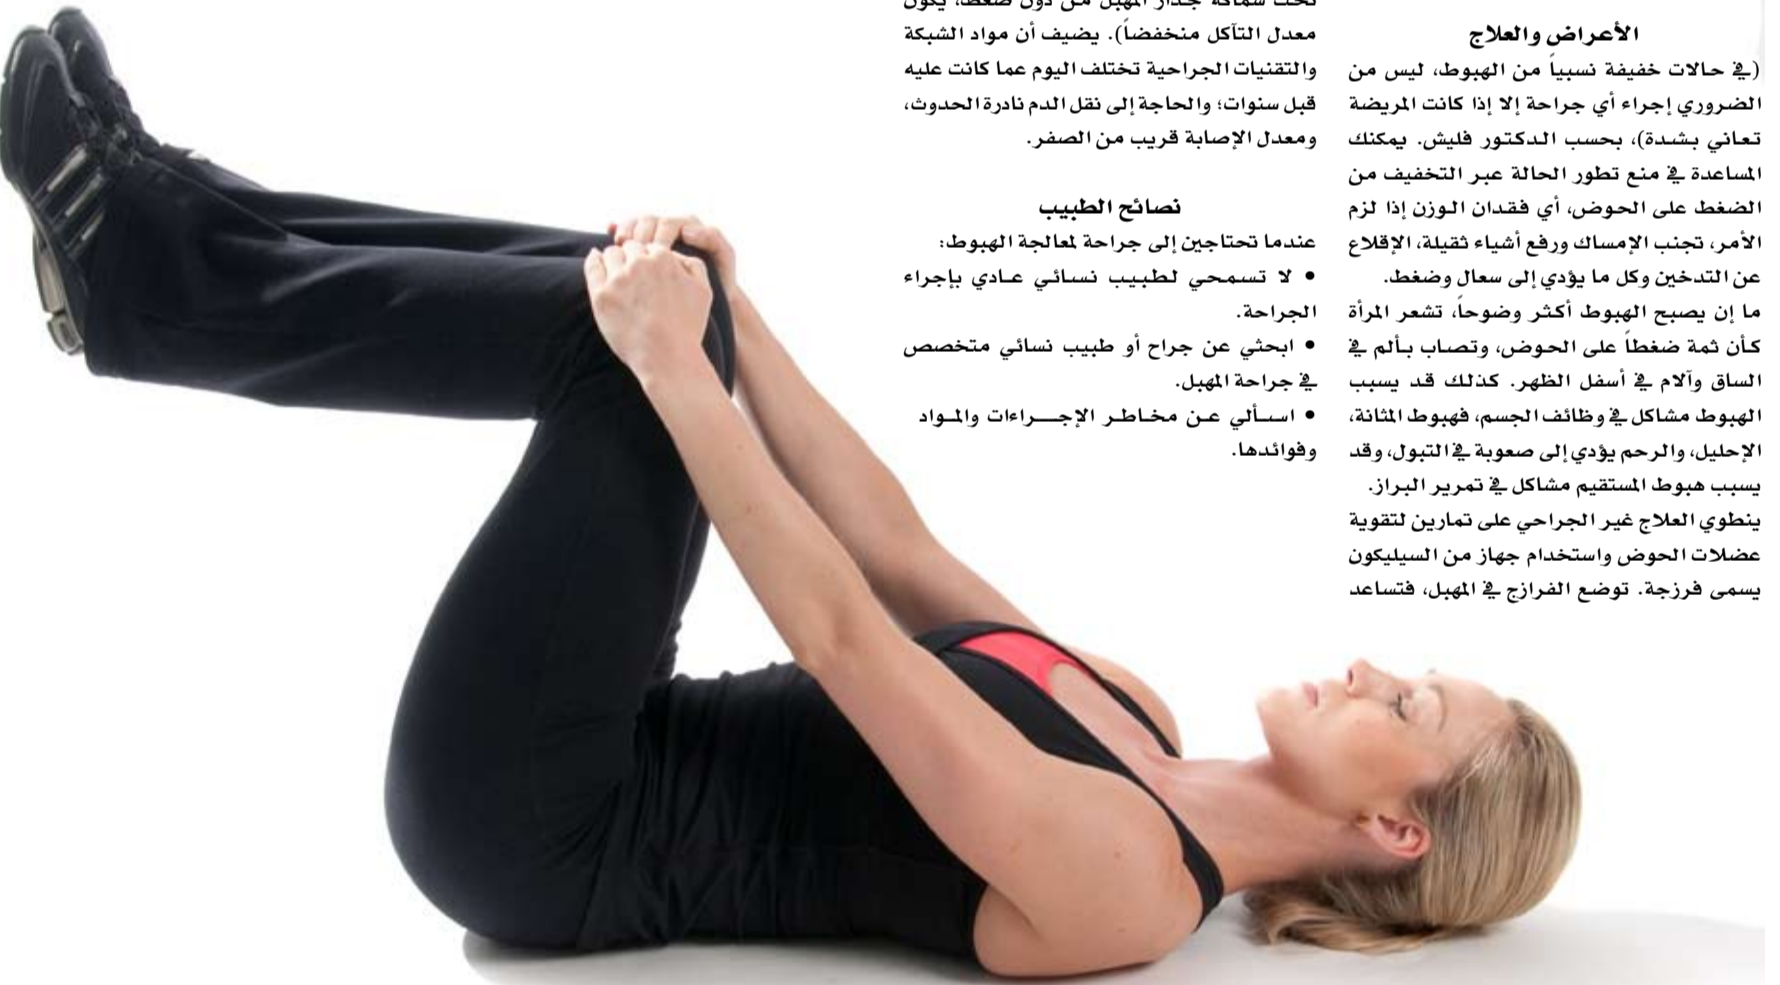 الأعراض والعلاج
(في حالات خفيفة نسبياً من الهبوط، ليس من
الضروري إجراء أي جراحة إلا إذا كانت المريضة
تعاني بشدة)، بحسب الدكتور فليش. يمكنك
المساعدة في منع تطور الحالة عبر التخفيف من
الضغط على الحوض، أي فقدان الوزن إذا لزم
الأمر، تجنب الإمساك ورفع أشياء ثقيلة، الإقلاع
عن التدخين وكل ما يؤدي إلى سعال وضغط.
ما إن يصبح الهبوط أكثر وضوحاً، تشعر المرأة
كأن ثمة ضغطاً على الحوض، وتصاب بألم في
الساق وآلام في أسفل الظهر. كذلك قد يسبب
الهبوط مشاكل في وظائف الجسم، فهبوط المثانة،
الإحليل، والرحم يؤدي إلى صعوبة في التبول، وقد
يسبب هبوط المستقيم مشاكل في تمرير البراز.
ينطوي العلاج غير الجراحي على تمارين لتقوية
عضلات الحوض واستخدام جهاز من السيليكون
يسمى فرزجة. توضع الفرازج في المهبل، فتساعد
تحت سماكة جدار المهبل من دون ضغط، يكون
معدل التآكل منخفضاً). يضيف أن مواد الشبكة
والتقنيات الجراحية تختلف اليوم عما كانت عليه
قبل سنوات؛ والحاجة إلى نقل الدم نادرة الحدوث،
ومعدل الإصابة قريب من الصفر.
نصائح الطبيب
عندما تحتاجين إلى جراحة لمعالجة الهبوط:
• لا تسمحي لطبيب نسائي عادي بإجراء
الجراحة.
• ابحثي عن جراح أو طبيب نسائي متخصص
في جراحة المهبل.
• اسألي عن مخاطر الإجراءات والمواد
وفوائدها.